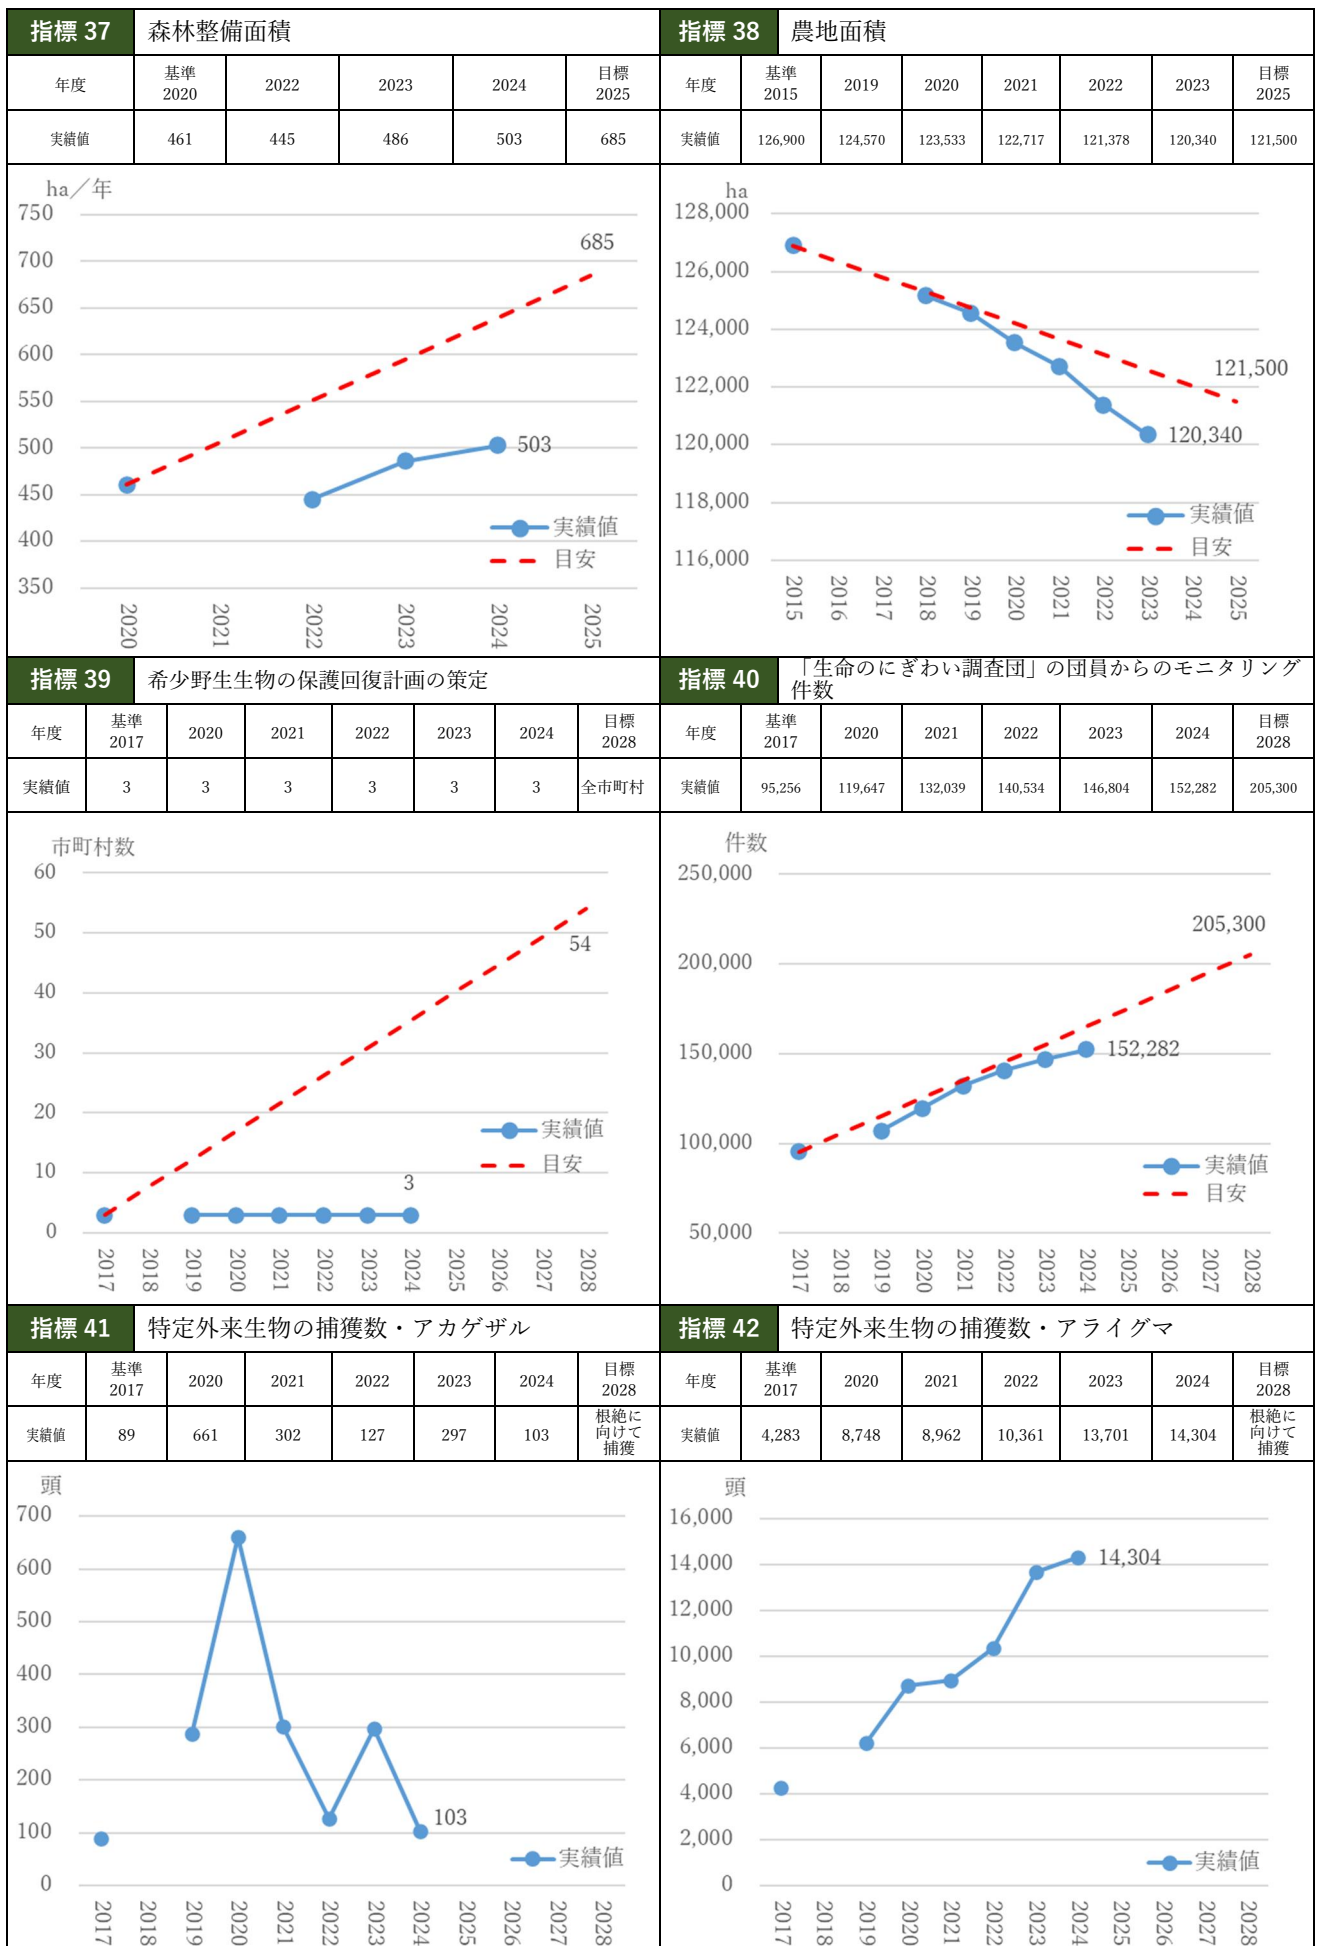 指標 37 森林整備面積
年度 基準 2020 2022 2023 2024 目標 2025
実績値 461 445 486 503 685
ha／年
750
700
650
600
550
500
450
400
350
685
503
実績値
目安
2020 2021 2022 2023 2024 2025
指標 38 農地面積
年度 基準 2015 2019 2020 2021 2022 2023 目標 2025
実績値 126,900 124,570 123,533 122,717 121,378 120,340 121,500
ha
128,000
126,000
124,000
122,000
120,000
118,000
116,000
121,500
120,340
実績値
目安
2015 2016 2017 2018 2019 2020 2021 2022 2023 2024 2025
指標 39 希少野生生物の保護回復計画の策定
年度 基準 2017 2020 2021 2022 2023 2024 目標 2028
実績値 3 3 3 3 3 3 全市町村
市町村数
60
50
40
30
20
10
0
54
3
実績値
目安
2017 2018 2019 2020 2021 2022 2023 2024 2025 2026 2027 2028
指標 40 「生命のにぎわい調査団」の団員からのモニタリング
件数
年度 基準 2017 2020 2021 2022 2023 2024 目標 2028
実績値 95,256 119,647 132,039 140,534 146,804 152,282 205,300
件数
250,000
200,000
150,000
100,000
50,000
205,300
152,282
実績値
目安
2017 2018 2019 2020 2021 2022 2023 2024 2025 2026 2027 2028
指標 41 特定外来生物の捕獲数・アカゲザル
年度 基準 2017 2020 2021 2022 2023 2024 目標 2028
実績値 89 661 302 127 297 103 根絶に向けて捕獲
頭
700
600
500
400
300
200
100
0
103
実績値
2017 2018 2019 2020 2021 2022 2023 2024 2025 2026 2027 2028
指標 42 特定外来生物の捕獲数・アライグマ
年度 基準 2017 2020 2021 2022 2023 2024 目標 2028
実績値 4,283 8,748 8,962 10,361 13,701 14,304 根絶に向けて捕獲
頭
16,000
14,000
12,000
10,000
8,000
6,000
4,000
2,000
0
14,304
実績値
2017 2018 2019 2020 2021 2022 2023 2024 2025 2026 2027 2028